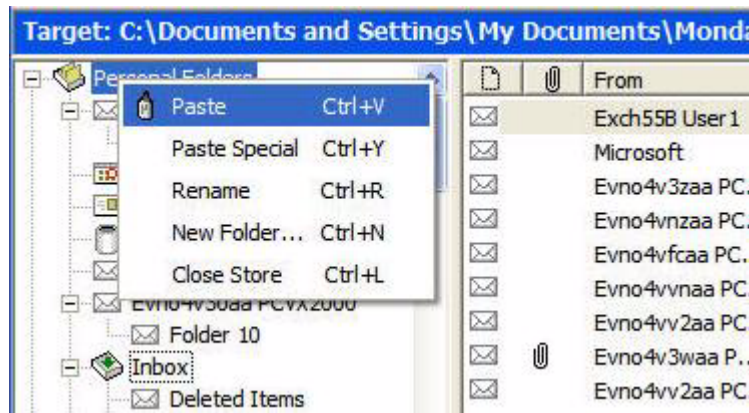 Target: C:\Documents and Settings\My Documents\Monda
Personal Folders
Paste Ctrl+V
Paste Special Ctrl+Y
Rename Ctrl+R
New Folder... Ctrl+N
Close Store Ctrl+L
Evno4v30aa PCVX2000
Folder 10
Inbox
Deleted Items
From
Exch55B User1
Microsoft
Evno4v3zaa PC.
Evno4vnzaa PC.
Evno4vfcaa PC.
Evno4vvnaa PC
Evno4vv2aa PC.
Evno4v3waa P..
Evno4vv2aa PC